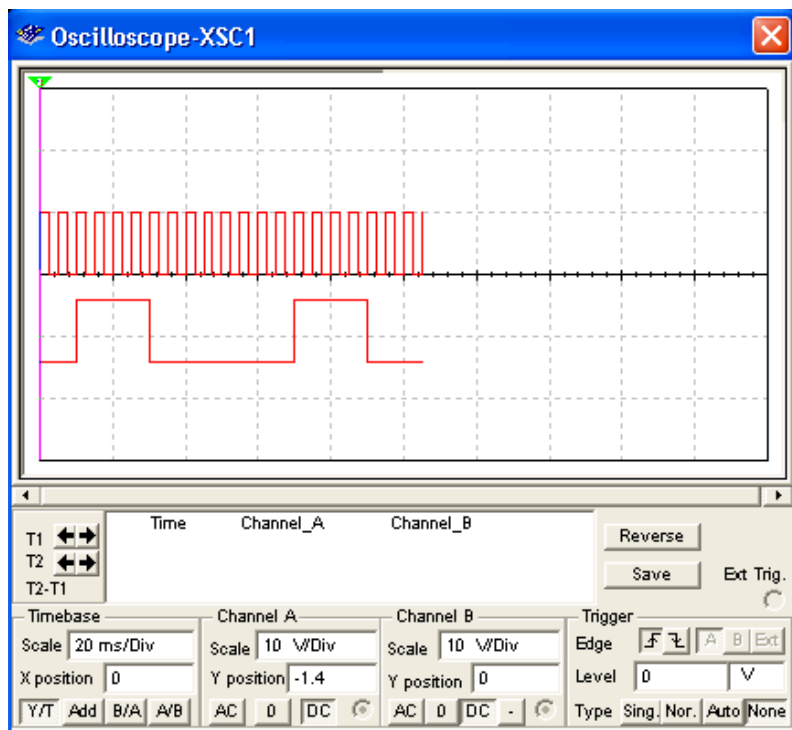 Oscilloscope-XSC1
Time Channel_A Channel_B
T1
T2
T2-T1
Reverse
Save
Ext Trig.
Timebase
Scale 20 ms/Div
X position 0
Y/T Add B/A A/B
Channel A
Scale 10 V/Div
Y position -1.4
AC 0 DC
Channel B
Scale 10 V/Div
Y position 0
AC 0 DC -
Trigger
Edge A B Ext
Level 0 V
Type Sing. Nor. Auto None